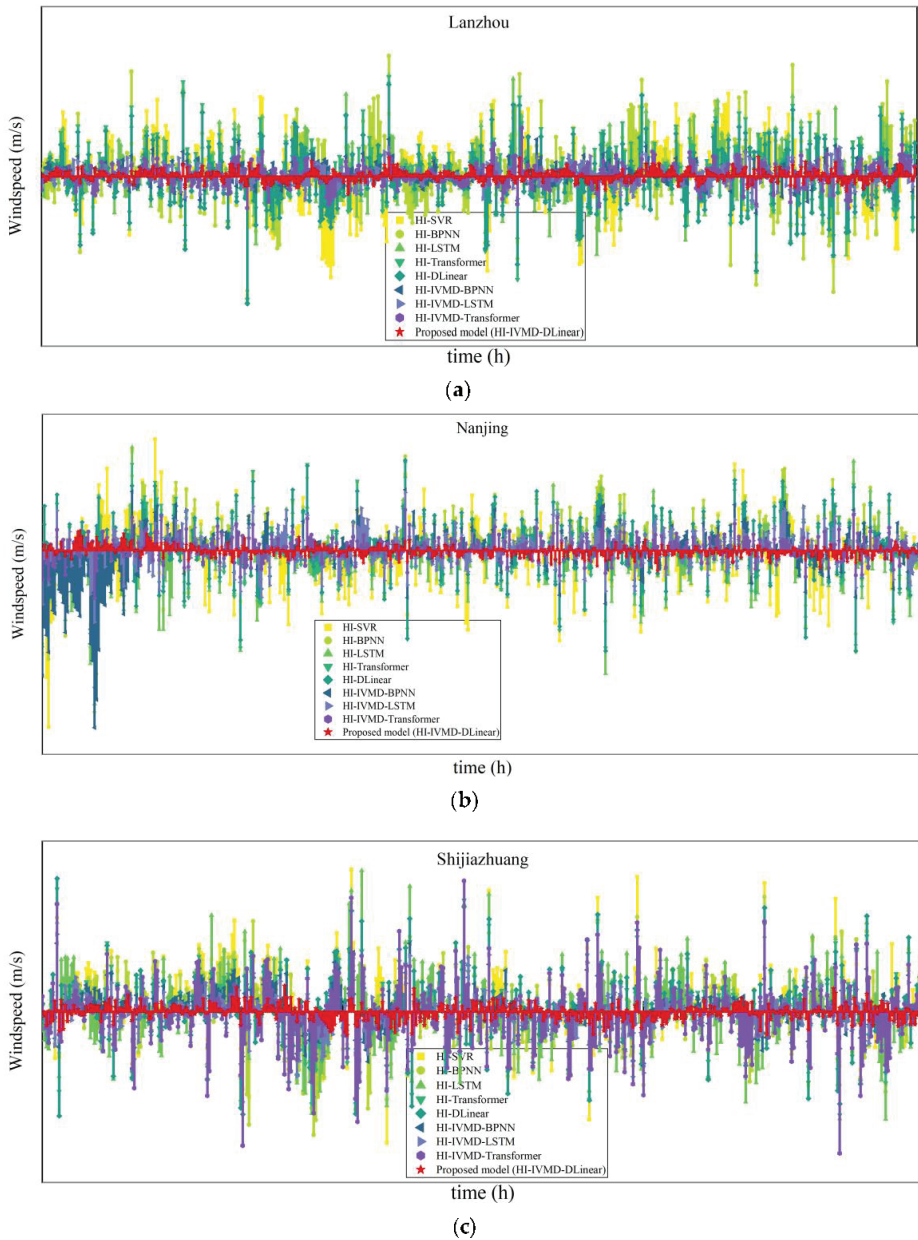 Lanzhou
Windspeed (m/s)
HI-SVR
HI-BPNN
HI-LSTM
HI-Transformer
HI-DLinear
HI-IVMD-BPNN
HI-IVMD-LSTM
HI-IVMD-Transformer
Proposed model (HI-IVMD-DLinear)
time (h)
(a)
Nanjing
Windspeed (m/s)
HI-SVR
HI-BPNN
HI-LSTM
HI-Transformer
HI-DLinear
HI-IVMD-BPNN
HI-IVMD-LSTM
HI-IVMD-Transformer
Proposed model (HI-IVMD-DLinear)
time (h)
(b)
Shijiazhuang
Windspeed (m/s)
HI-SVR
HI-BPNN
HI-LSTM
HI-Transformer
HI-DLinear
HI-IVMD-BPNN
HI-IVMD-LSTM
HI-IVMD-Transformer
Proposed model (HI-IVMD-DLinear)
time (h)
(c)